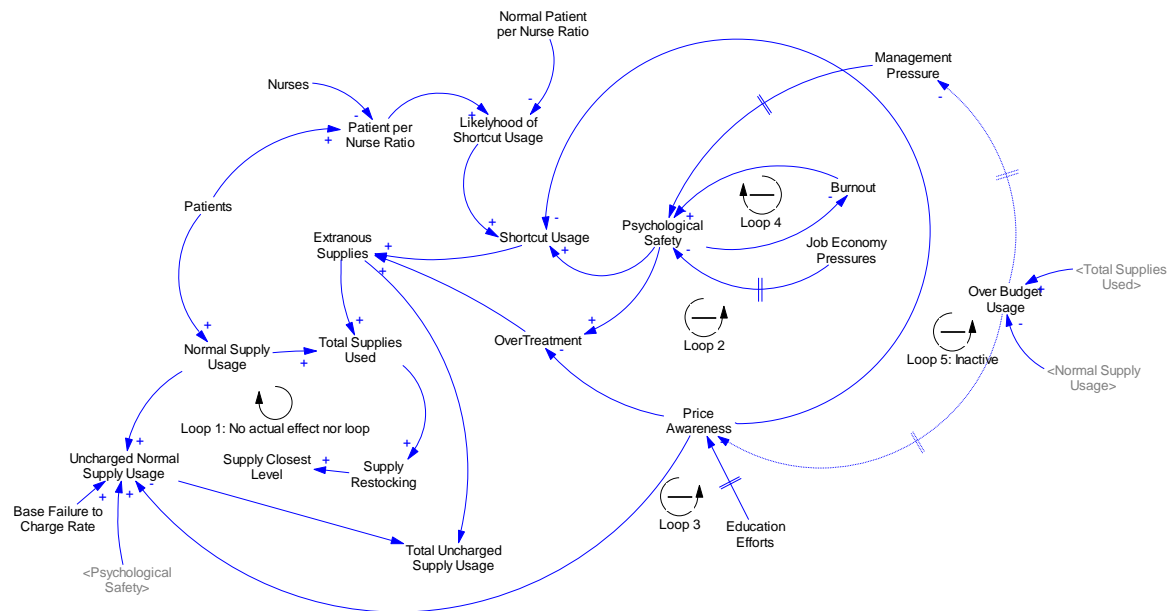 Normal Patient
per Nurse Ratio
Management
Pressure
Nurses
Patient per
Nurse Ratio
Likelyhood of
Shortcut Usage
Burnout
Loop 4
Patients
Extranous
Supplies
Shortcut Usage
Psychological
Safety
Job Economy
Pressures
<Total Supplies
Used>
Over Budget
Usage
Normal Supply
Usage
Total Supplies
Used
OverTreatment
Loop 2
Loop 5: Inactive
<Normal Supply
Usage>
Loop 1: No actual effect nor loop
Price
Awareness
Uncharged Normal
Supply Usage
Supply Closest
Level
Supply
Restocking
Base Failure to
Charge Rate
Loop 3
Education
Efforts
Total Uncharged
Supply Usage
<Psychological
Safety>